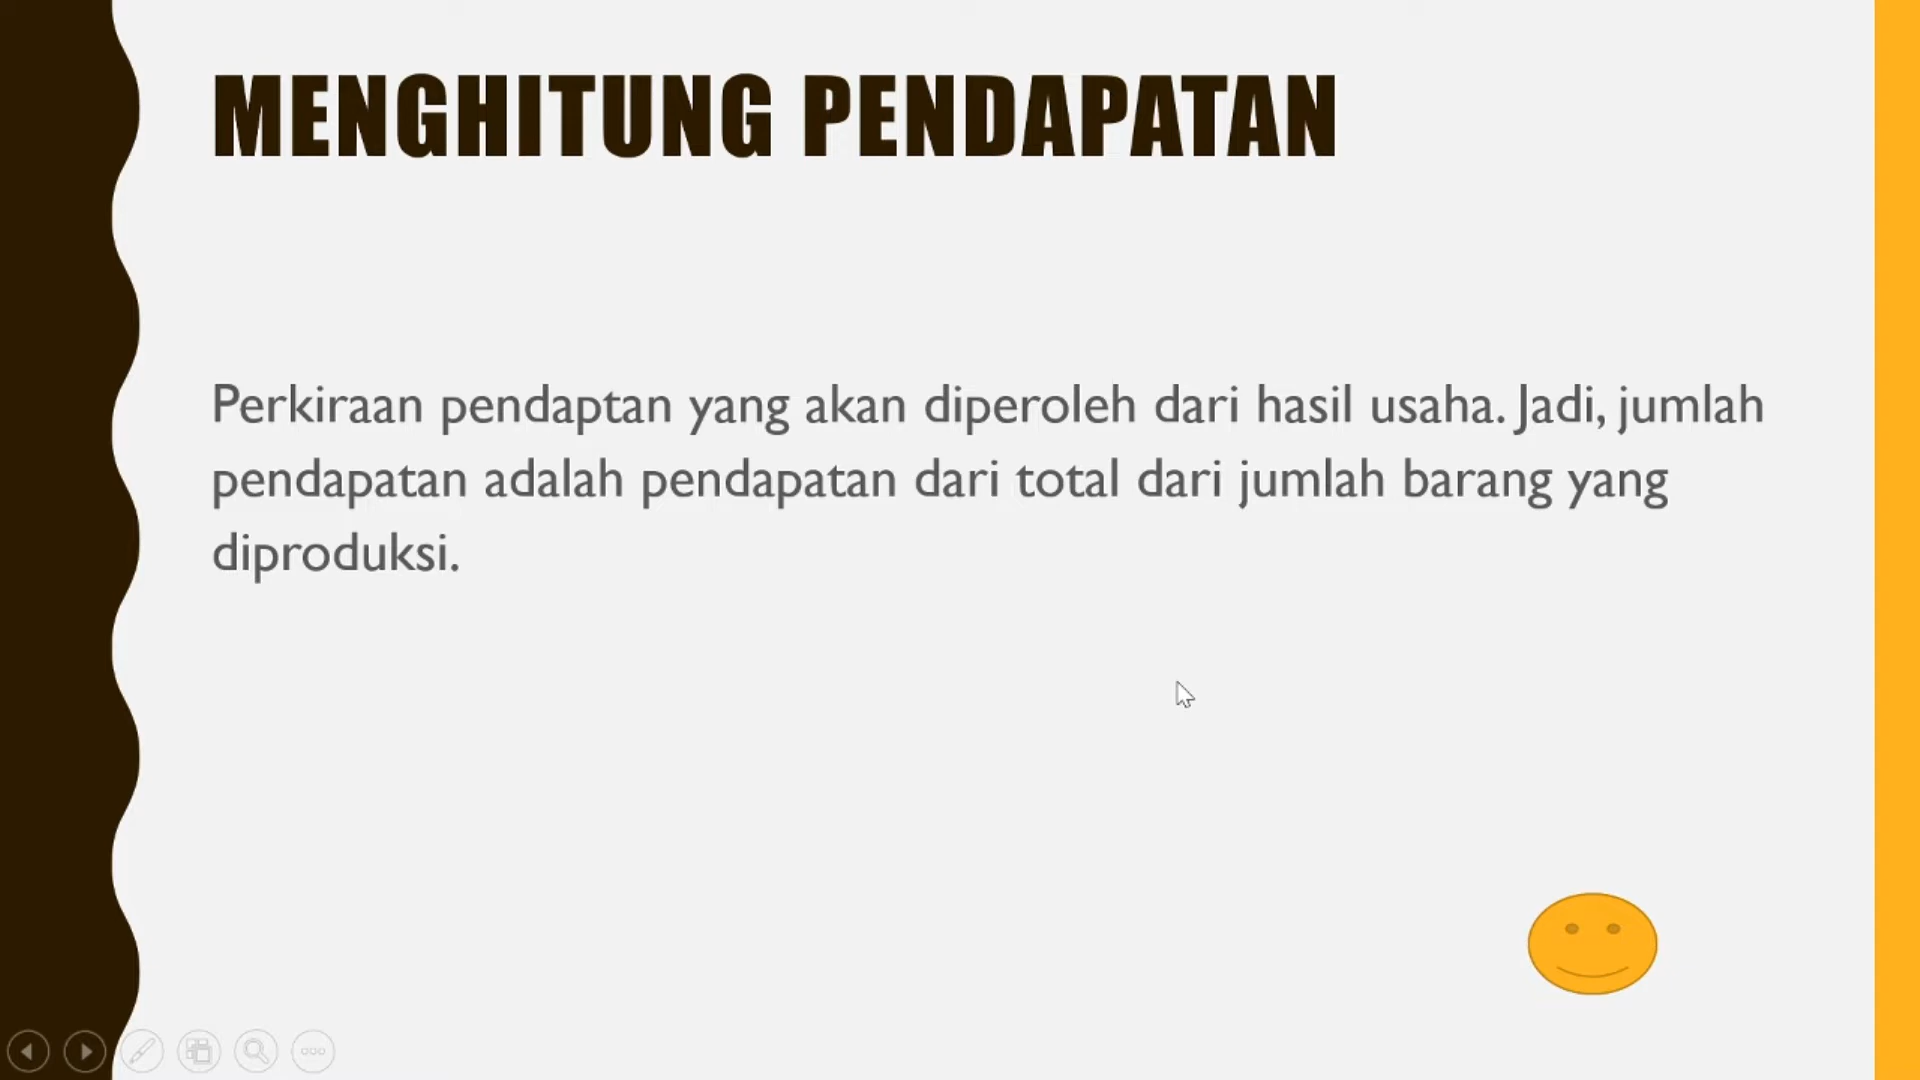 MENGHITUNG PENDAPATAN
Perkiraan pendaptan yang akan diperoleh dari hasil usaha. Jadi, jumlah
pendapatan adalah pendapatan dari total dari jumlah barang yang
diproduksi.